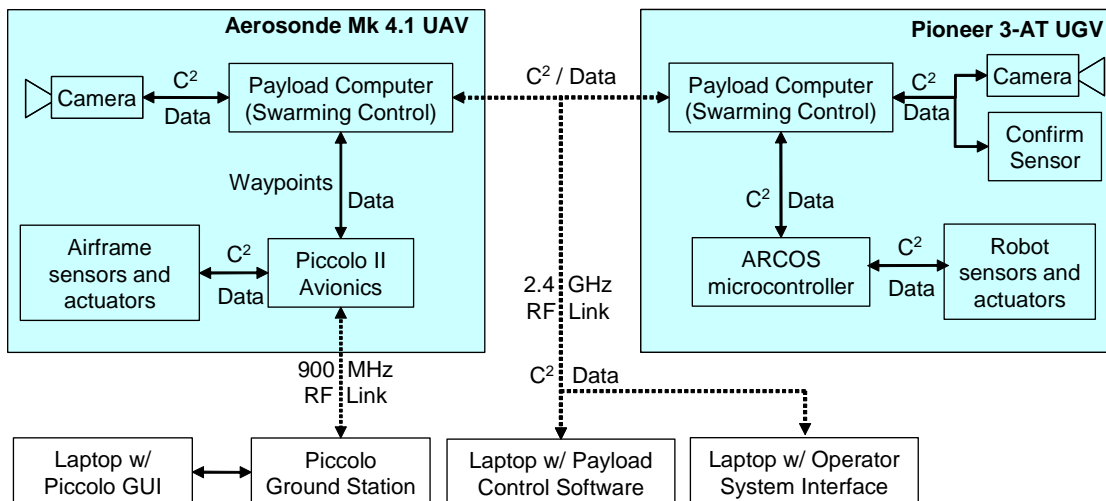 Aerosonde Mk 4.1 UAV
Camera
C²
Data
Payload Computer
(Swarming Control)
Waypoints
Data
Airframe
sensors and
actuators
C²
Data
Piccolo II
Avionics
900 MHz
RF Link
Laptop w/
Piccolo GUI
Piccolo
Ground Station
C² / Data
2.4 GHz
RF Link
C² Data
Laptop w/ Payload
Control Software
Laptop w/ Operator
System Interface
Pioneer 3-AT UGV
Payload Computer
(Swarming Control)
C²
Data
Camera
Confirm
Sensor
C² Data
ARCOS
microcontroller
C²
Data
Robot
sensors and
actuators